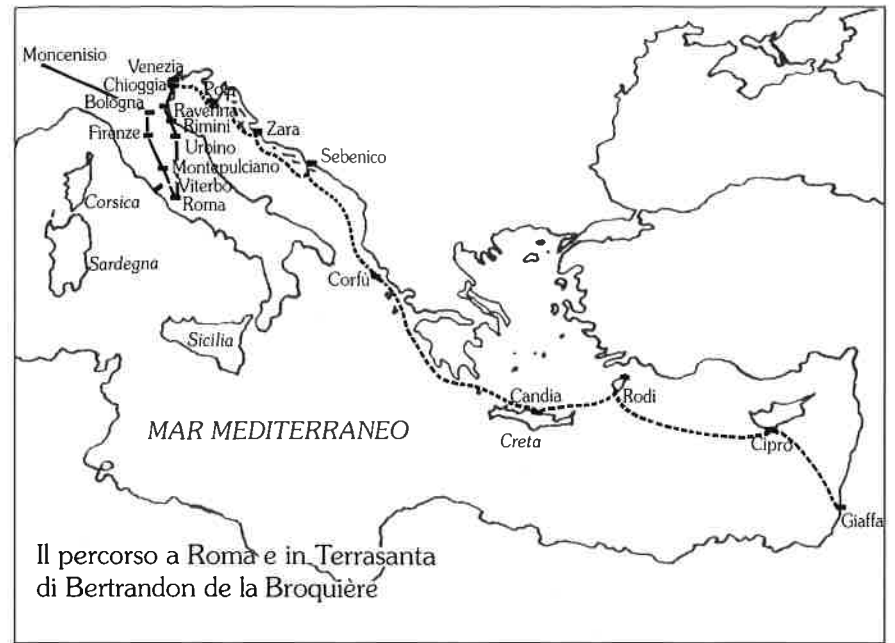 Moncenisio
Venezia
Chioggia
Bologna
Ravenna
Firenze
Rimini
Zara
Urbino
Sebenico
Montepulciano
Viterbo
Corsica
Roma
Sardegna
Corfù
Sicilia
Candia
Rodi
MAR MEDITERRANEO
Creta
Cipro
Giaffa
Il percorso a Roma e in Terrasanta
di Bertrandon de la Broquière